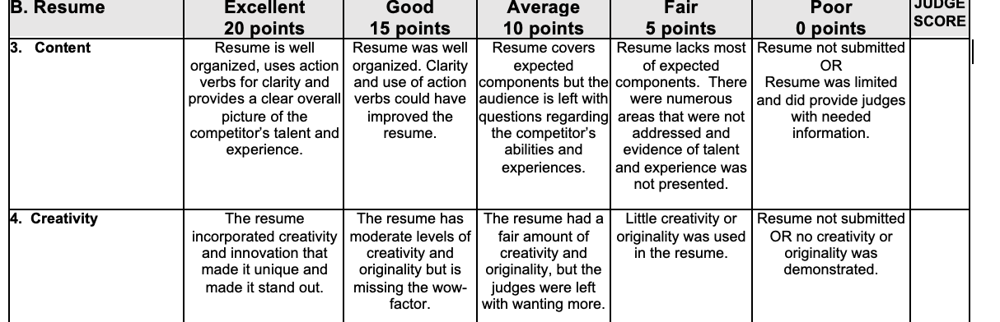 B. Resume
Excellent
20 points
Good
15 points
Average
10 points
Fair
5 points
Poor
0 points
JUDGE
SCORE
3. Content
Resume is well
organized, uses action
verbs for clarity and
provides a clear overall
picture of the
competitor's talent and
experience.
Resume was well
organized. Clarity
and use of action
verbs could have
improved the
resume.
Resume covers
expected
components but the
audience is left with
questions regarding
the competitor's
abilities and
experiences.
Resume lacks most
of expected
components. There
were numerous
areas that were not
addressed and
evidence of talent
and experience was
not presented.
Resume not submitted
OR
Resume was limited
and did provide judges
with needed
information.
4. Creativity
The resume
incorporated creativity
and innovation that
made it unique and
made it stand out.
The resume has
moderate levels of
creativity and
originality but is
missing the wow-
factor.
The resume had a
fair amount of
creativity and
originality, but the
judges were left
with wanting more.
Little creativity or
originality was used
in the resume.
Resume not submitted
OR no creativity or
originality was
demonstrated.